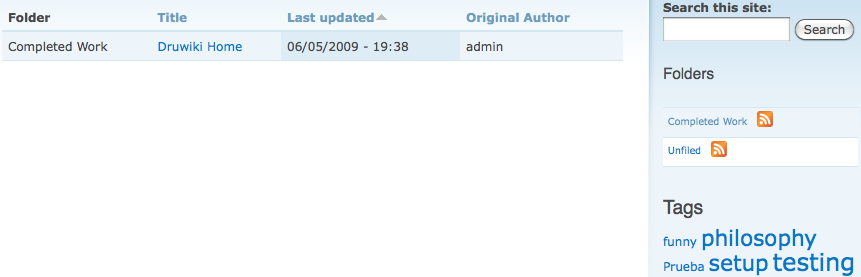 Folder Title Last updated Original Author
Completed Work Druwiki Home 06/05/2009 - 19:38 admin
Search this site:
Search
Folders
Completed Work
Unfiled
Tags
funny philosophy
Prueba setup testing